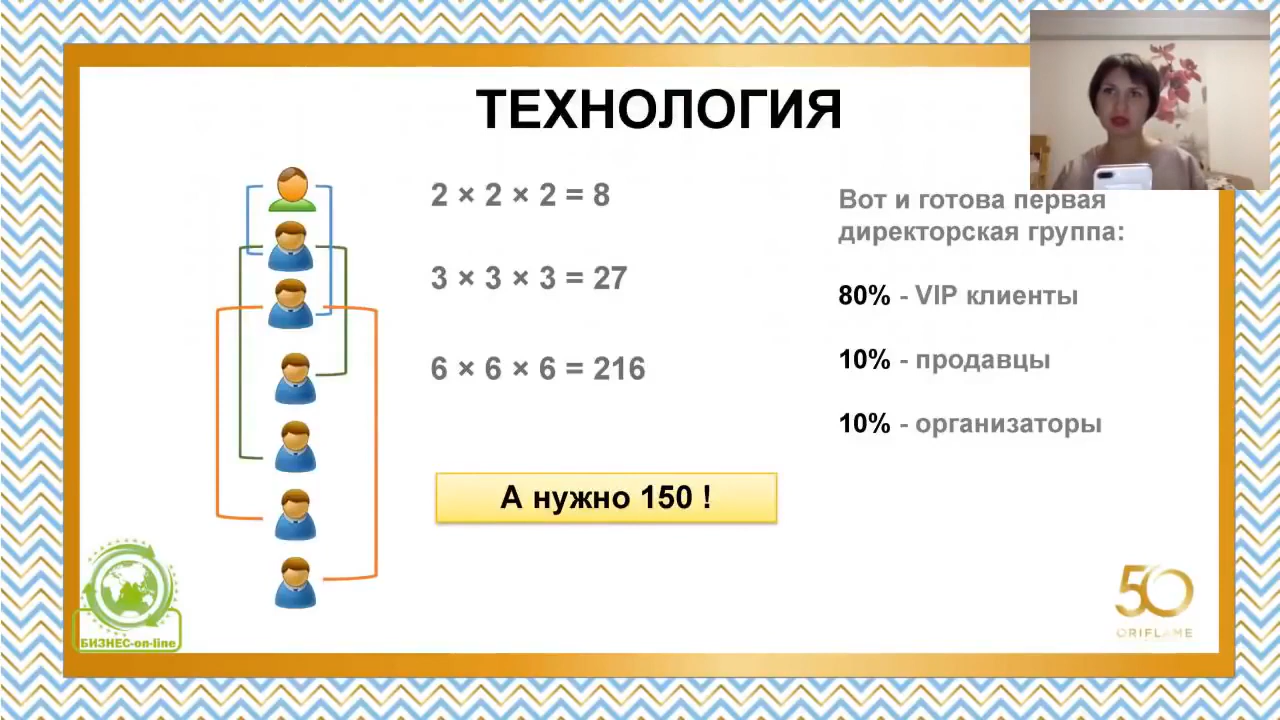 ТЕХНОЛОГИЯ
2 × 2 × 2 = 8
3 × 3 × 3 = 27
6 × 6 × 6 = 216
А нужно 150 !
Вот и готова первая
директорская группа:
80% - VIP клиенты
10% - продавцы
10% - организаторы
БИЗНЕС-on-line
50
ORIFLAME